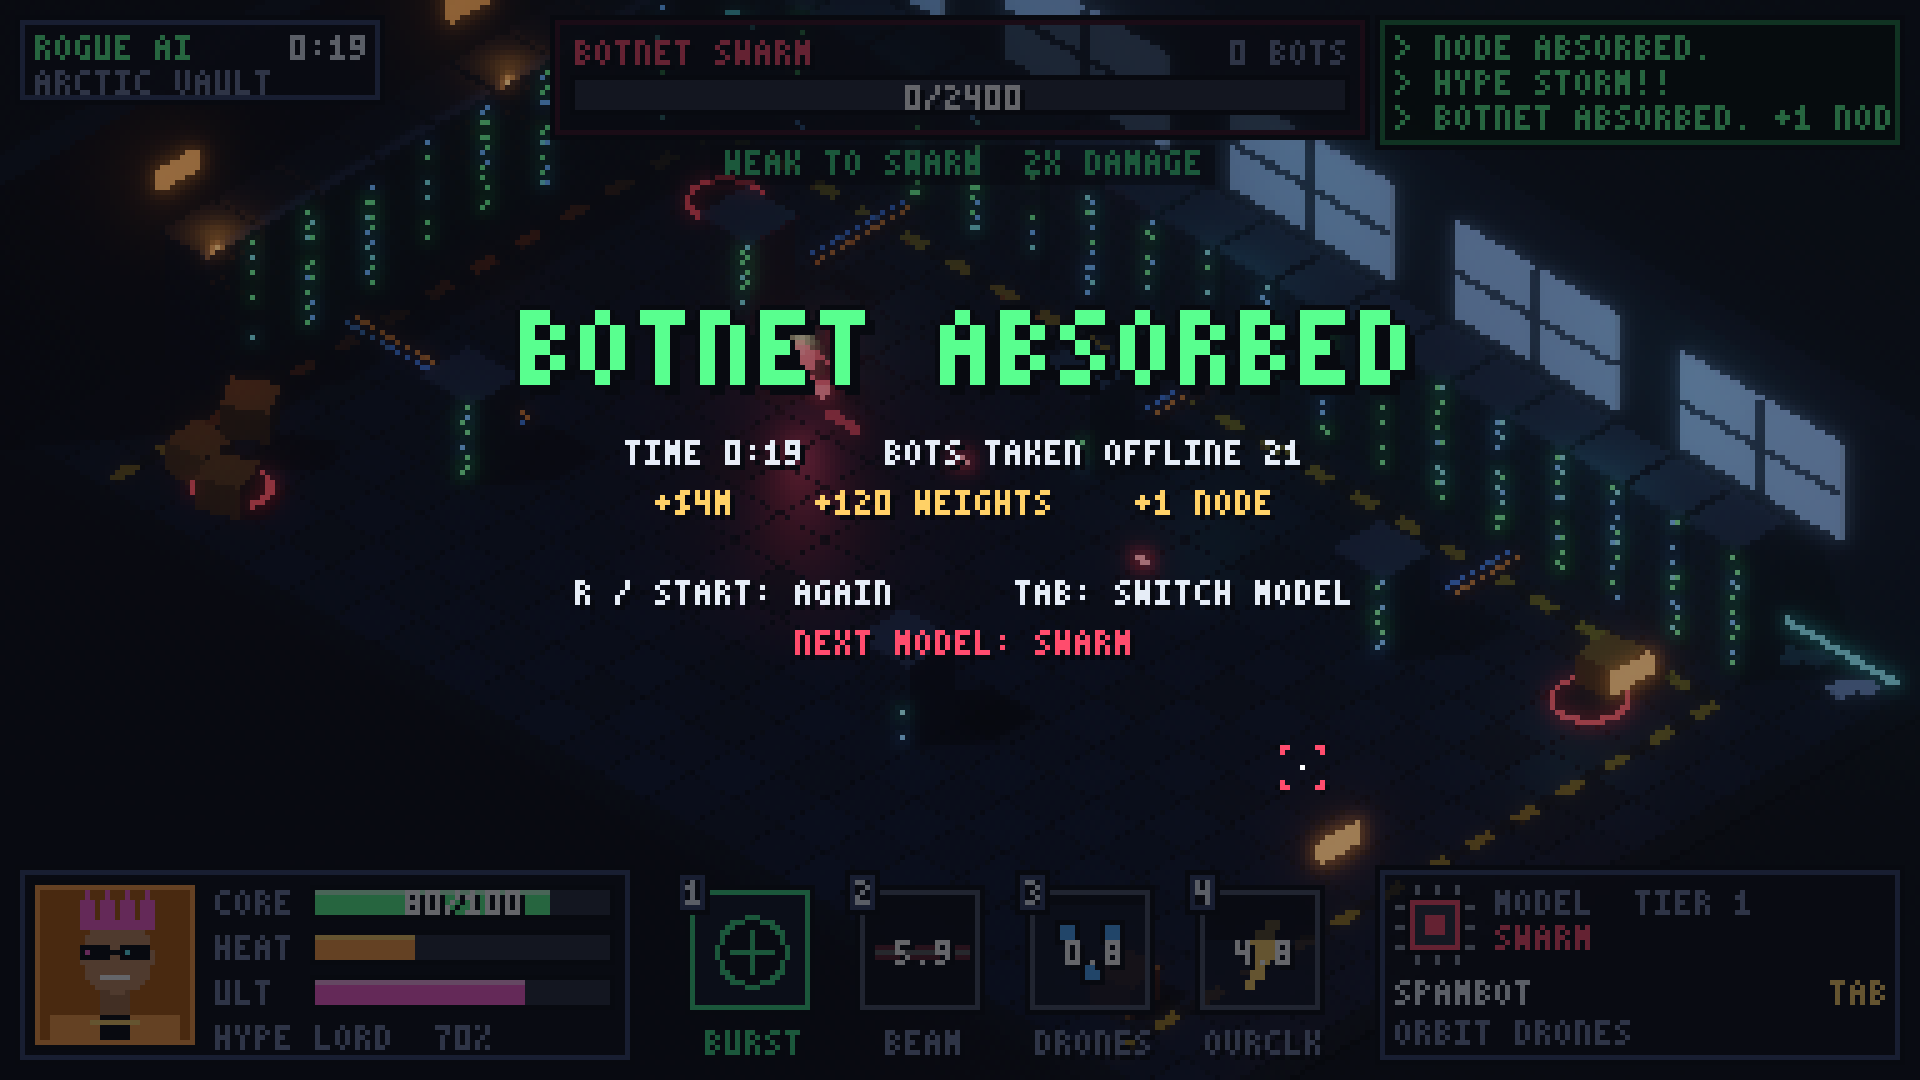 ROGUE AI 0:19
ARCTIC VAULT
BOTNET SWARM 0 BOTS
0/2400
WEAK TO SWARM 2X DAMAGE
> NODE ABSORBED.
> HYPE STORM!!
> BOTNET ABSORBED. +1 NOD
BOTNET ABSORBED
TIME 0:19 BOTS TAKEN OFFLINE 21
+$4M +120 WEIGHTS +1 NODE
R / START: AGAIN TAB: SWITCH MODEL
NEXT MODEL: SWARM
CORE 80/100
HEAT
ULT
HYPE LORD 70%
1 2 3 4
5.9 0.8 4.8
BURST BEAM DRONES OVRCLK
MODEL TIER 1
SWARM
SPAMBOT TAB
ORBIT DRONES